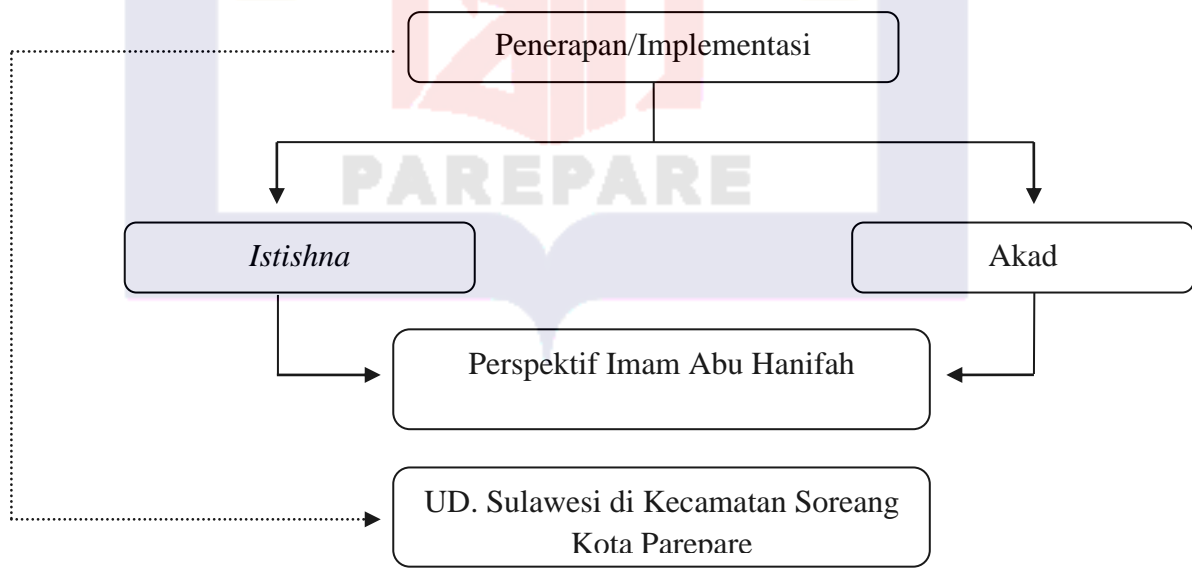 Penerapan/Implementasi
PAREPARE
Istishna
Akad
Perspektif Imam Abu Hanifah
UD. Sulawesi di Kecamatan Soreang
Kota Parepare